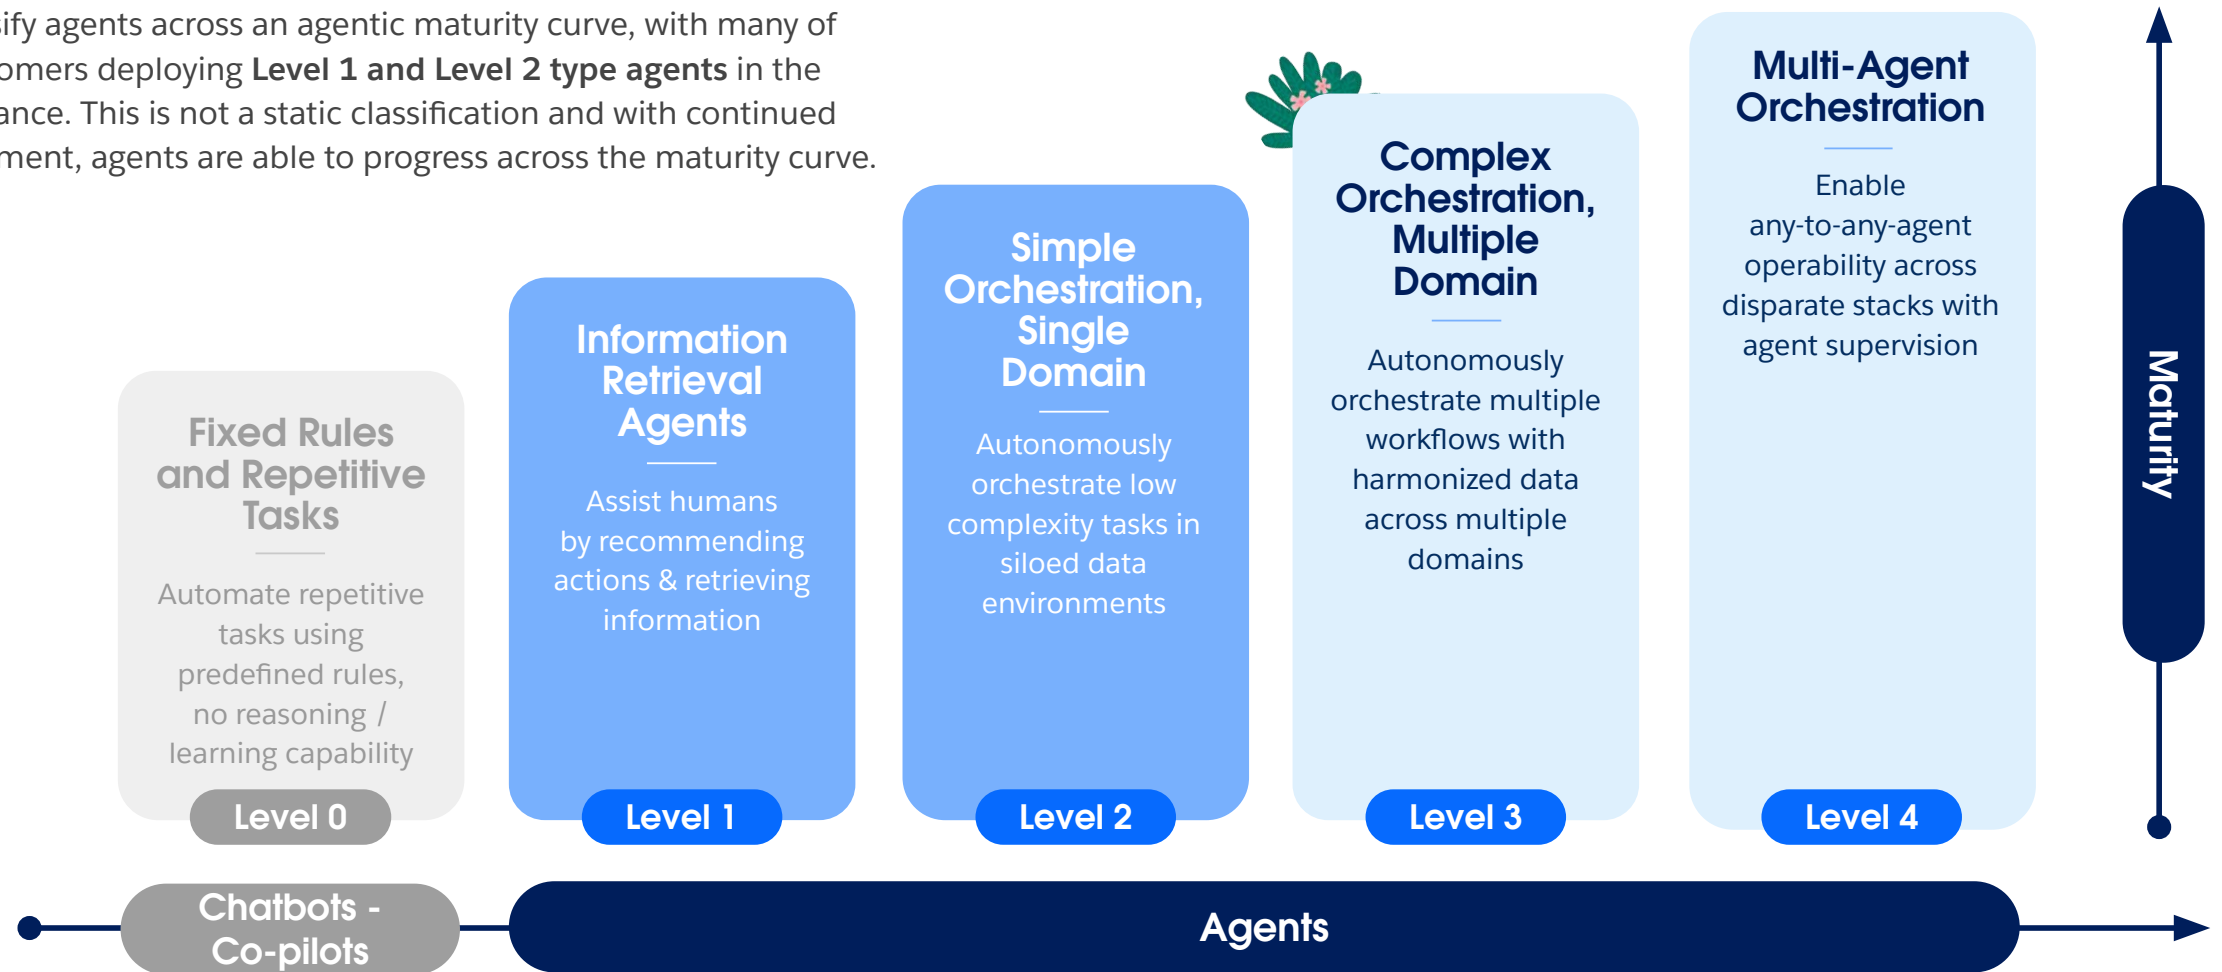 sify agents across an agentic maturity curve, with many of
omers deploying Level 1 and Level 2 type agents in the
ance. This is not a static classification and with continued
ment, agents are able to progress across the maturity curve.
Fixed Rules
and Repetitive
Tasks
Automate repetitive
tasks using
predefined rules,
no reasoning /
learning capability
Level 0
Information
Retrieval
Agents
Assist humans
by recommending
actions & retrieving
information
Level 1
Simple
Orchestration,
Single
Domain
Autonomously
orchestrate low
complexity tasks in
siloed data
environments
Level 2
Complex
Orchestration,
Multiple
Domain
Autonomously
orchestrate multiple
workflows with
harmonized data
across multiple
domains
Level 3
Multi-Agent
Orchestration
Enable
any-to-any-agent
operability across
disparate stacks with
agent supervision
Level 4
Maturity
Chatbots -
Co-pilots
Agents